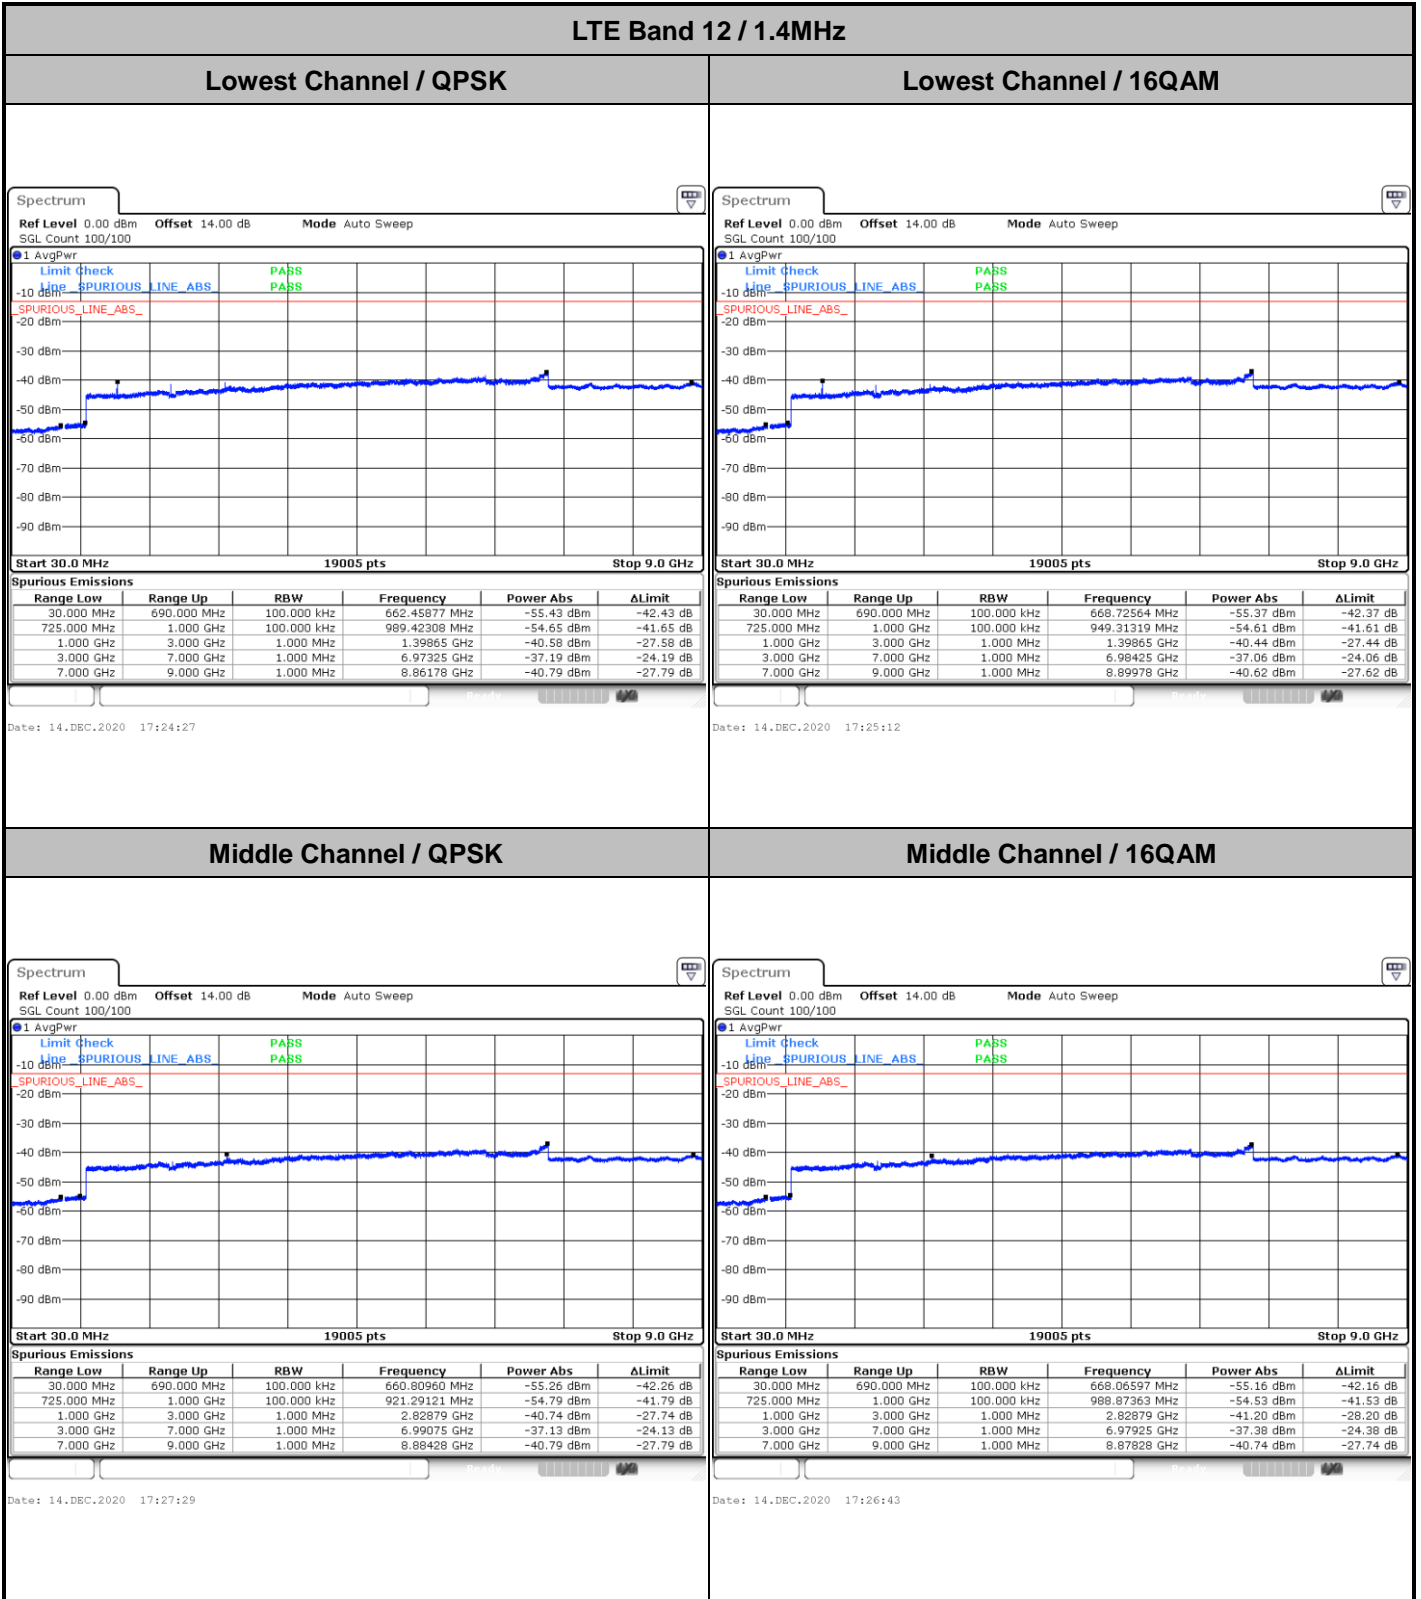 LTE Band 12 / 1.4MHz
Lowest Channel / QPSK
Lowest Channel / 16QAM
Spectrum
Ref Level 0.00 dBm Offset 14.00 dB Mode Auto Sweep
SGL Count 100/100
1 AvgPwr
Limit Check PASS
Line _SPURIOUS_LINE_ABS_ PASS
-10 dBm
_SPURIOUS_LINE_ABS_
-20 dBm
-30 dBm
-40 dBm
-50 dBm
-60 dBm
-70 dBm
-80 dBm
-90 dBm
Start 30.0 MHz 19005 pts Stop 9.0 GHz
Spurious Emissions
Range Low Range Up RBW Frequency Power Abs ΔLimit
30.000 MHz 690.000 MHz 100.000 kHz 662.45877 MHz -55.43 dBm -42.43 dB
725.000 MHz 1.000 GHz 100.000 kHz 989.42308 MHz -54.65 dBm -41.65 dB
1.000 GHz 3.000 GHz 1.000 MHz 1.39865 GHz -40.58 dBm -27.58 dB
3.000 GHz 7.000 GHz 1.000 MHz 6.97325 GHz -37.19 dBm -24.19 dB
7.000 GHz 9.000 GHz 1.000 MHz 8.86178 GHz -40.79 dBm -27.79 dB
Ready
Date: 14.DEC.2020 17:24:27
Spectrum
Ref Level 0.00 dBm Offset 14.00 dB Mode Auto Sweep
SGL Count 100/100
1 AvgPwr
Limit Check PASS
Line _SPURIOUS_LINE_ABS_ PASS
-10 dBm
_SPURIOUS_LINE_ABS_
-20 dBm
-30 dBm
-40 dBm
-50 dBm
-60 dBm
-70 dBm
-80 dBm
-90 dBm
Start 30.0 MHz 19005 pts Stop 9.0 GHz
Spurious Emissions
Range Low Range Up RBW Frequency Power Abs ΔLimit
30.000 MHz 690.000 MHz 100.000 kHz 668.72564 MHz -55.37 dBm -42.37 dB
725.000 MHz 1.000 GHz 100.000 kHz 949.31319 MHz -54.61 dBm -41.61 dB
1.000 GHz 3.000 GHz 1.000 MHz 1.39865 GHz -40.44 dBm -27.44 dB
3.000 GHz 7.000 GHz 1.000 MHz 6.98425 GHz -37.06 dBm -24.06 dB
7.000 GHz 9.000 GHz 1.000 MHz 8.89978 GHz -40.62 dBm -27.62 dB
Ready
Date: 14.DEC.2020 17:25:12
Middle Channel / QPSK
Middle Channel / 16QAM
Spectrum
Ref Level 0.00 dBm Offset 14.00 dB Mode Auto Sweep
SGL Count 100/100
1 AvgPwr
Limit Check PASS
Line _SPURIOUS_LINE_ABS_ PASS
-10 dBm
_SPURIOUS_LINE_ABS_
-20 dBm
-30 dBm
-40 dBm
-50 dBm
-60 dBm
-70 dBm
-80 dBm
-90 dBm
Start 30.0 MHz 19005 pts Stop 9.0 GHz
Spurious Emissions
Range Low Range Up RBW Frequency Power Abs ΔLimit
30.000 MHz 690.000 MHz 100.000 kHz 660.80960 MHz -55.26 dBm -42.26 dB
725.000 MHz 1.000 GHz 100.000 kHz 921.29121 MHz -54.79 dBm -41.79 dB
1.000 GHz 3.000 GHz 1.000 MHz 2.82879 GHz -40.74 dBm -27.74 dB
3.000 GHz 7.000 GHz 1.000 MHz 6.99075 GHz -37.13 dBm -24.13 dB
7.000 GHz 9.000 GHz 1.000 MHz 8.88428 GHz -40.79 dBm -27.79 dB
Ready
Date: 14.DEC.2020 17:27:29
Spectrum
Ref Level 0.00 dBm Offset 14.00 dB Mode Auto Sweep
SGL Count 100/100
1 AvgPwr
Limit Check PASS
Line _SPURIOUS_LINE_ABS_ PASS
-10 dBm
_SPURIOUS_LINE_ABS_
-20 dBm
-30 dBm
-40 dBm
-50 dBm
-60 dBm
-70 dBm
-80 dBm
-90 dBm
Start 30.0 MHz 19005 pts Stop 9.0 GHz
Spurious Emissions
Range Low Range Up RBW Frequency Power Abs ΔLimit
30.000 MHz 690.000 MHz 100.000 kHz 668.06597 MHz -55.16 dBm -42.16 dB
725.000 MHz 1.000 GHz 100.000 kHz 988.87363 MHz -54.53 dBm -41.53 dB
1.000 GHz 3.000 GHz 1.000 MHz 2.82879 GHz -41.20 dBm -28.20 dB
3.000 GHz 7.000 GHz 1.000 MHz 6.97925 GHz -37.38 dBm -24.38 dB
7.000 GHz 9.000 GHz 1.000 MHz 8.87828 GHz -40.74 dBm -27.74 dB
Ready
Date: 14.DEC.2020 17:26:43